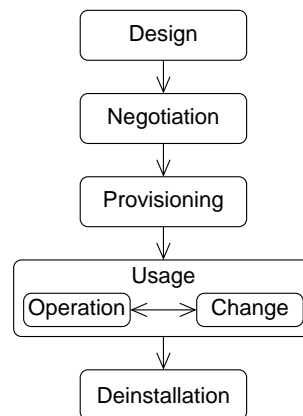 Design
Negotiation
Provisioning
Usage
Operation Change
Deinstallation